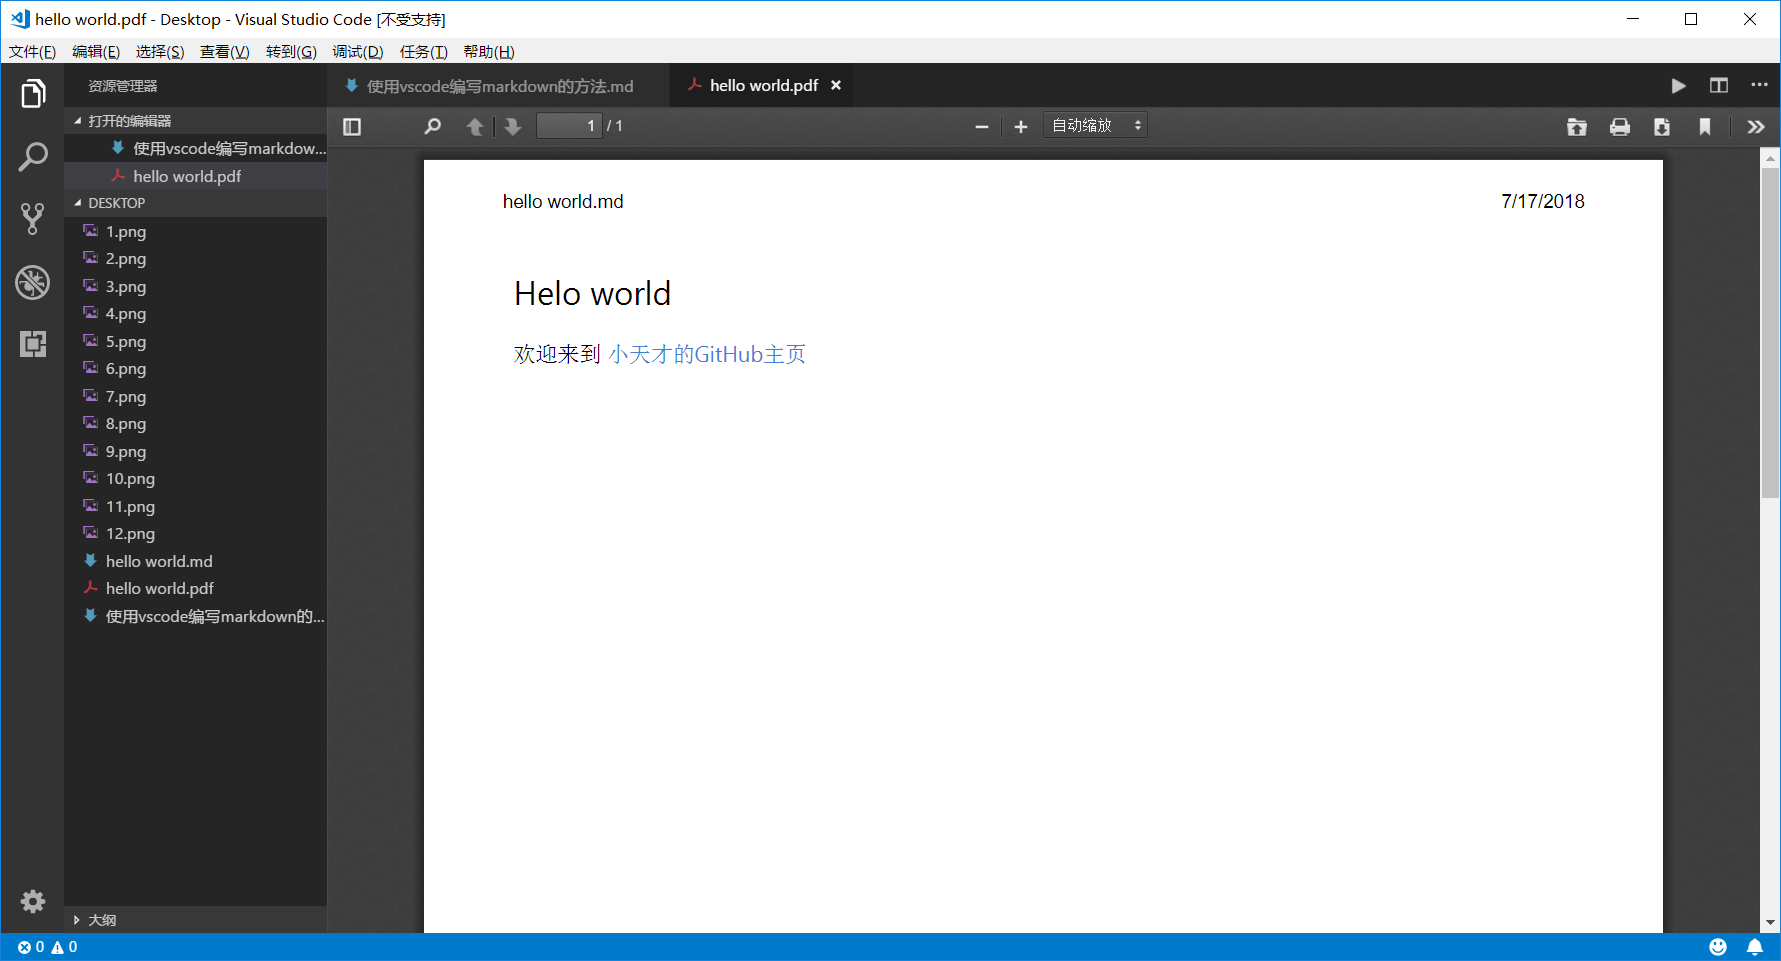 hello world.pdf - Desktop - Visual Studio Code [不受支持]
文件(F) 编辑(E) 选择(S) 查看(V) 转到(G) 调试(D) 任务(T) 帮助(H)
资源管理器
使用vscode编写markdown的方法.md
hello world.pdf
打开的编辑器
使用vscode编写markdow...
hello world.pdf
DESKTOP
1.png
2.png
3.png
4.png
5.png
6.png
7.png
8.png
9.png
10.png
11.png
12.png
hello world.md
hello world.pdf
使用vscode编写markdown的...
大纲
1 / 1
自动缩放
hello world.md
7/17/2018
Helo world
欢迎来到 小天才的GitHub主页
0 0